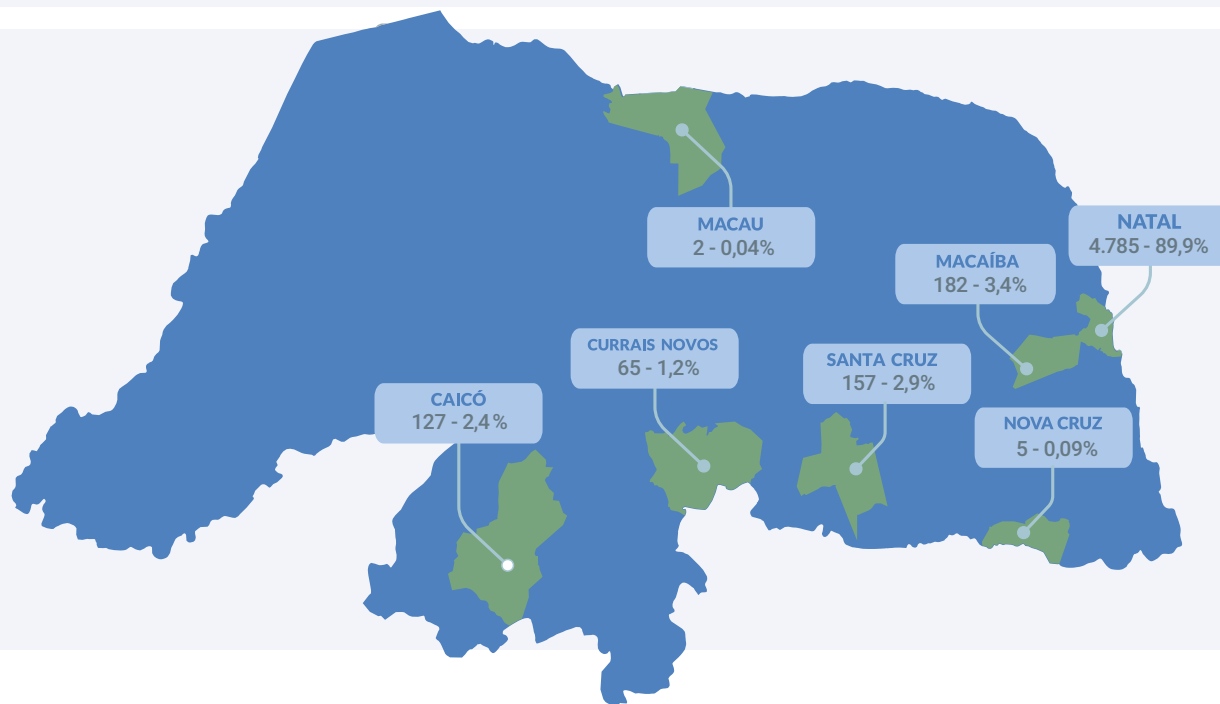 MACAU
2 - 0,04%
NATAL
4.785 - 89,9%
MACAÍBA
182 - 3,4%
CURRAIS NOVOS
65 - 1,2%
SANTA CRUZ
157 - 2,9%
CAICÓ
127 - 2,4%
NOVA CRUZ
5 - 0,09%